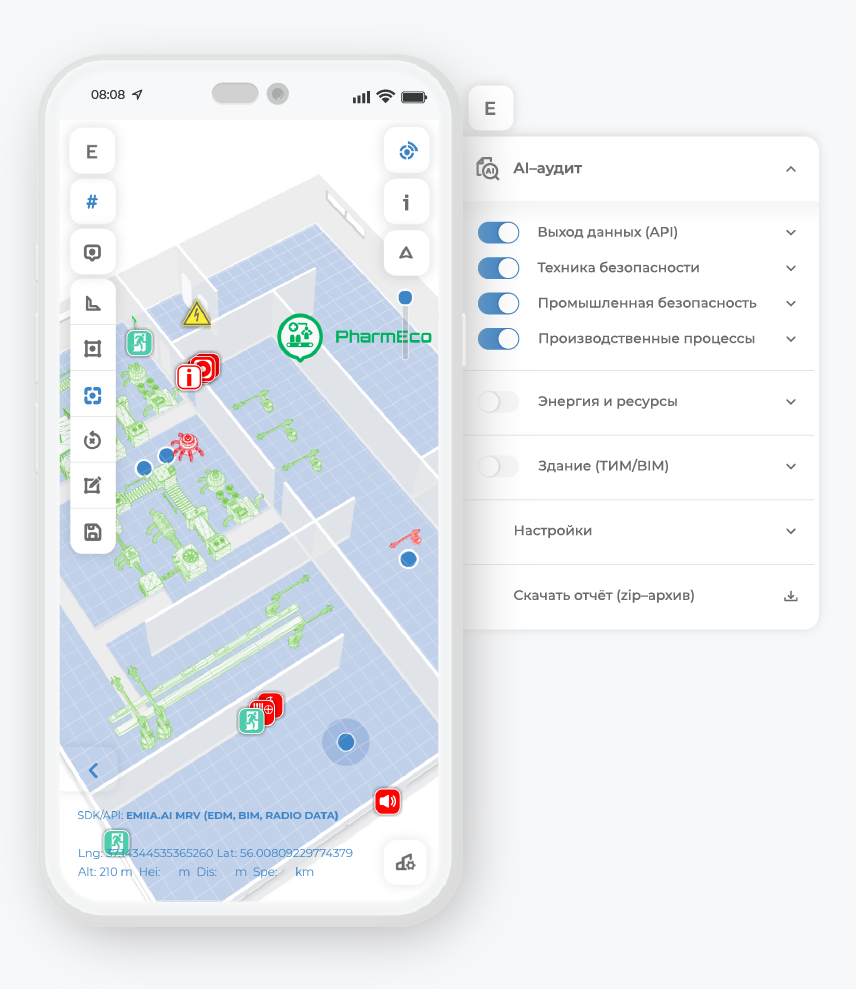 08:08
E
#
PharmEco
SDK/API: EMIIA.AI MRV (EDM, BIM, RADIO DATA)
Lng: 37.14344535365260 Lat: 56.00809229774379
Alt: 210 m Hei: m Dis: m Spe: km
E
AI
AI–аудит
Выход данных (API)
Техника безопасности
Промышленная безопасность
Производственные процессы
Энергия и ресурсы
Здание (ТИМ/BIM)
Настройки
Скачать отчёт (zip–архив)